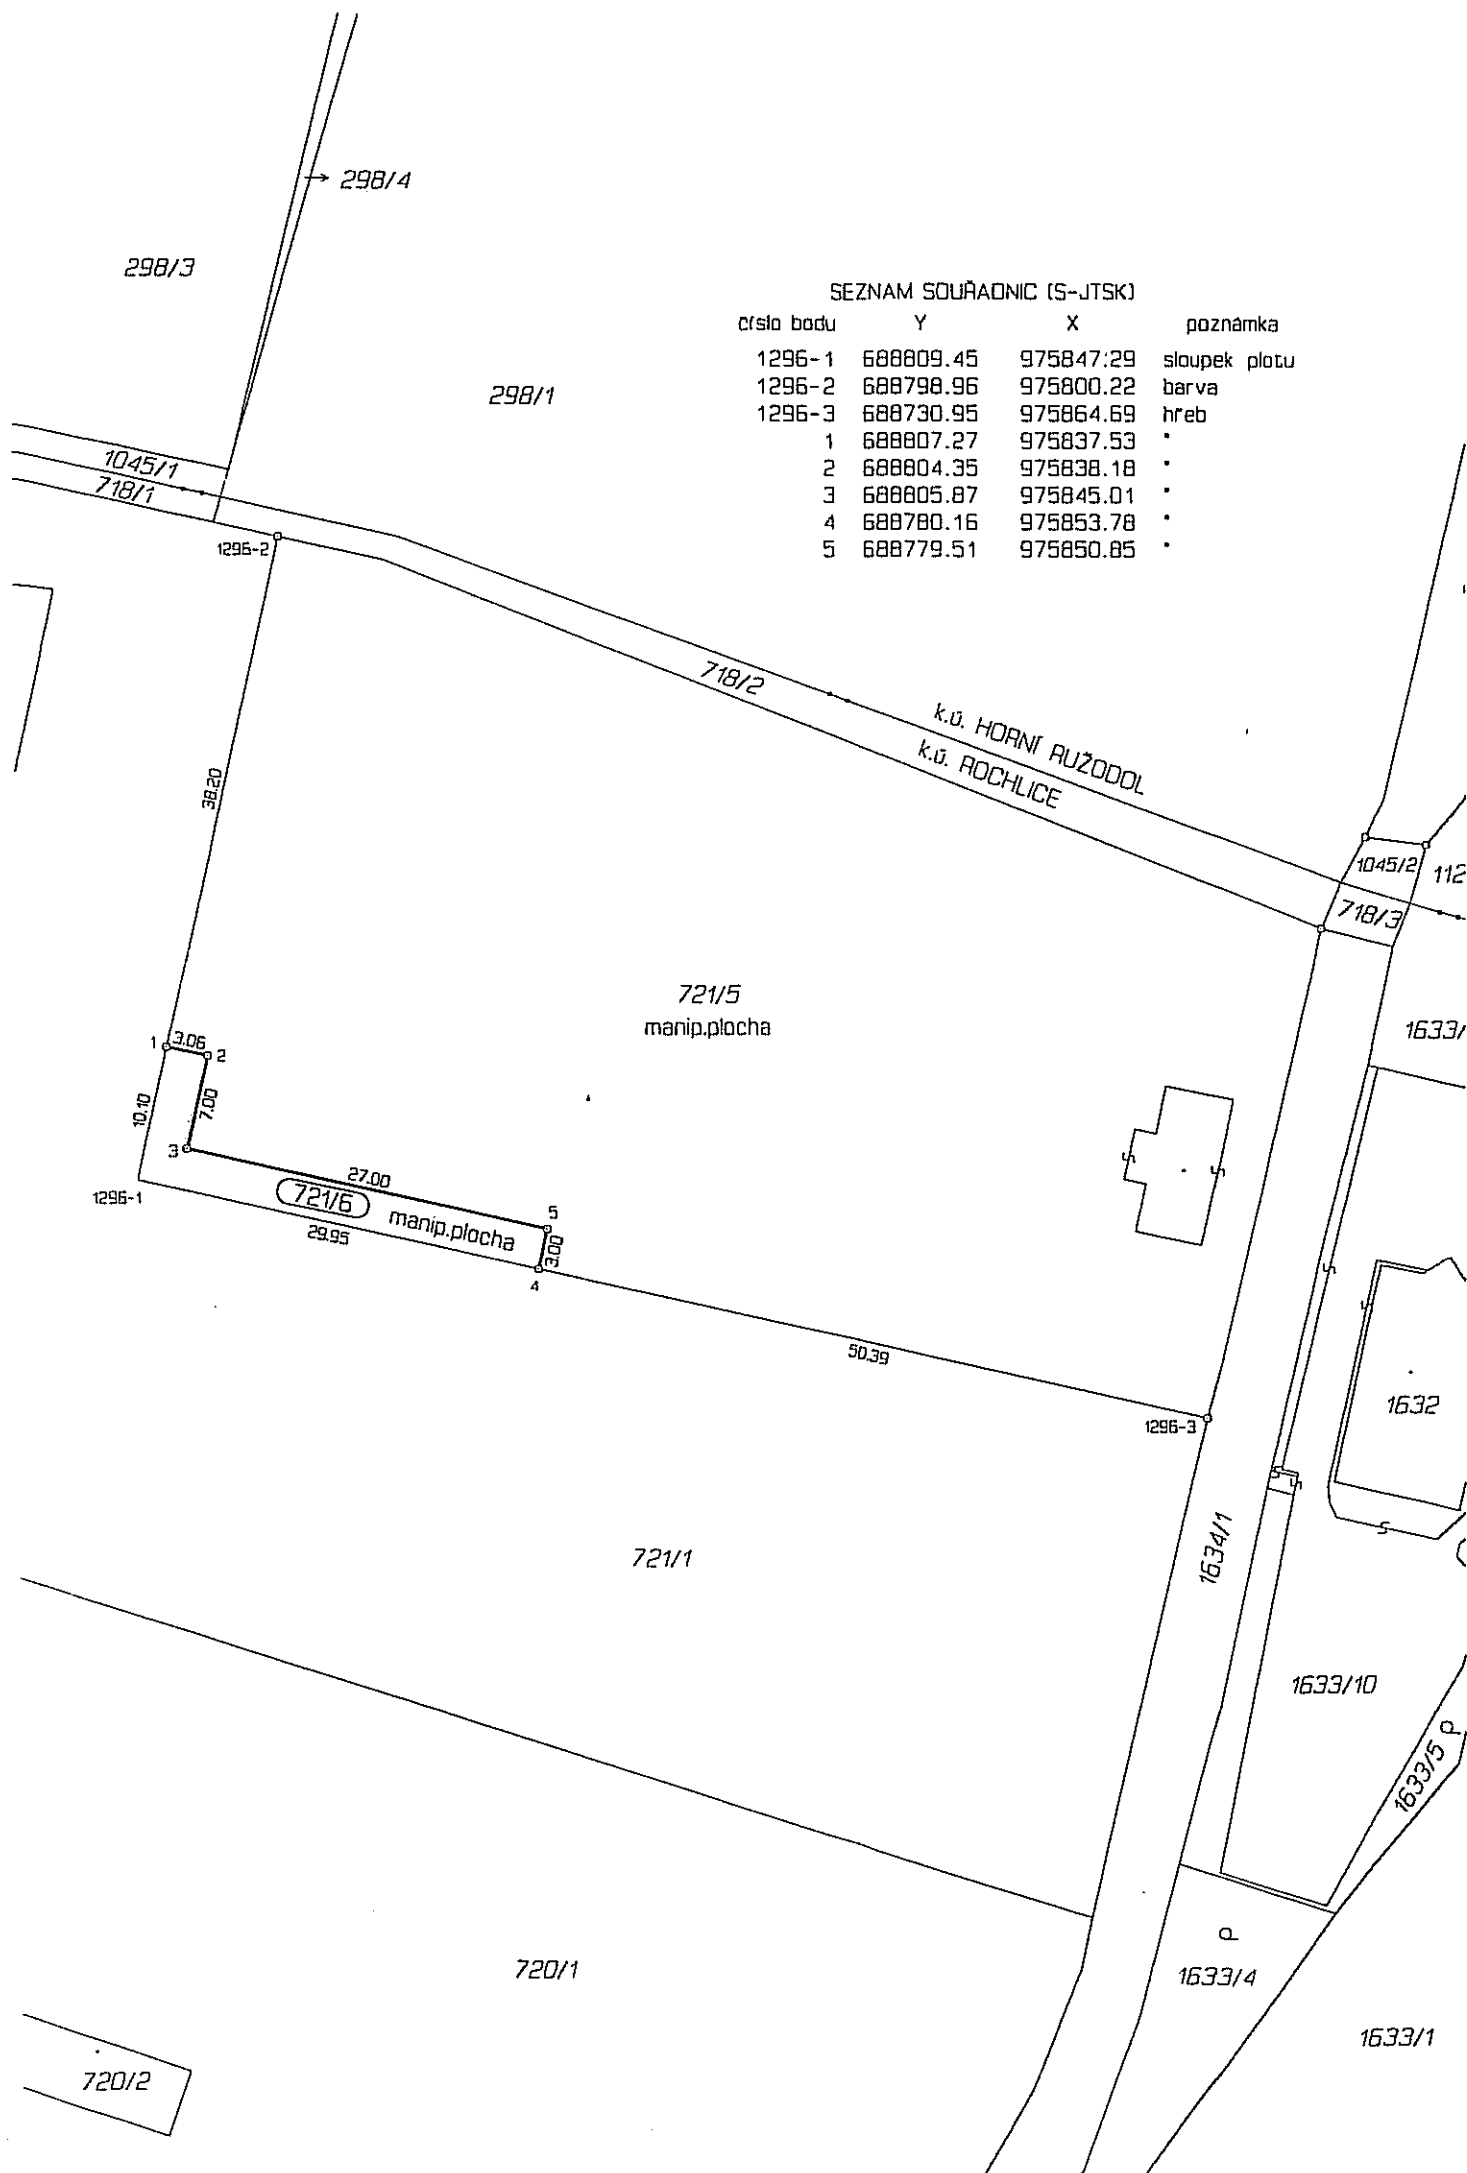 298/4
298/3
SEZNAM SOUŘADNIC (S-JTSK)
číslo bodu Y X poznámka
1296-1 688809.45 975847.29 sloupek plotu
1296-2 688798.96 975800.22 barva
1296-3 688730.95 975864.69 hřeb
1 688807.27 975837.53 "
2 688804.35 975838.18 "
3 688805.87 975845.01 "
4 688780.16 975853.78 "
5 688779.51 975850.85 "
298/1
1045/1
718/1
1296-2
718/2
k.ú. HORNÍ RUŽODOL
k.ú. ROCHLICE
38.20
1045/2
112
718/3
721/5
manip.plocha
1633/
1
3.06
2
10.10
7.00
3
27.00
1296-1
721/6
manip.plocha
5
29.95
3.00
4
50.39
1296-3
1632
1634/1
721/1
1633/10
1633/5
720/1
1633/4
1633/1
720/2